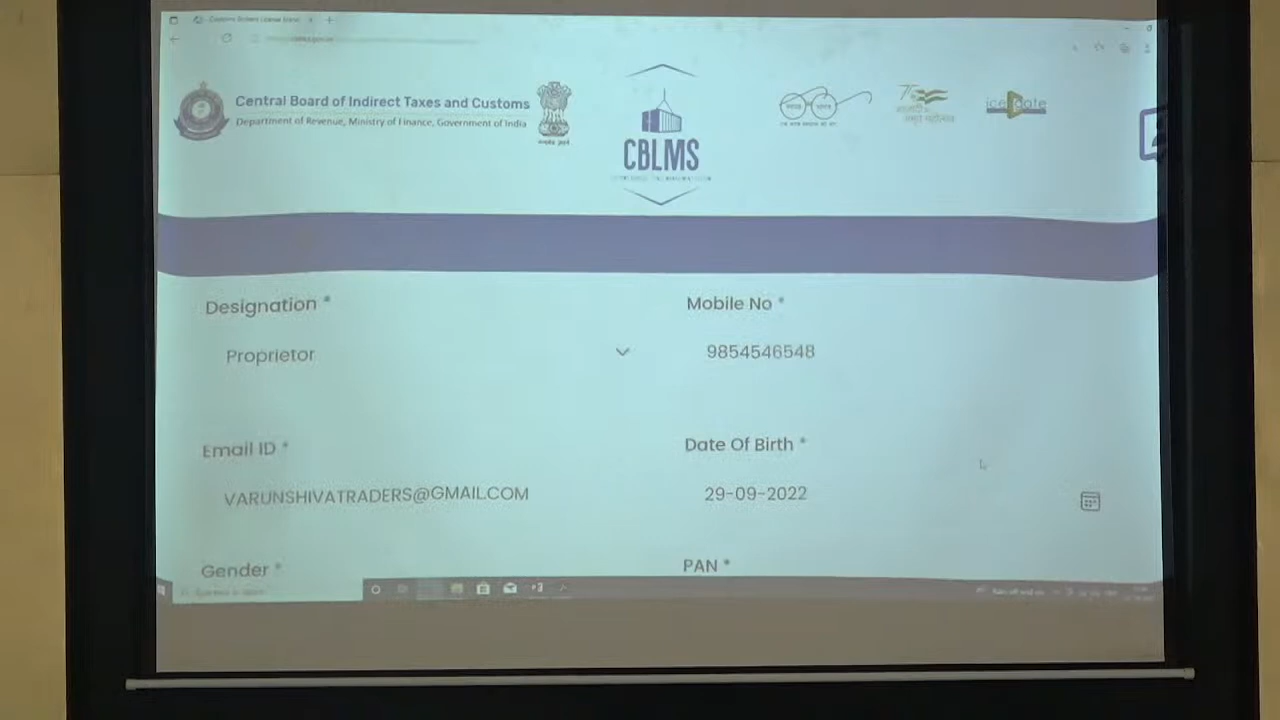 Central Board of Indirect Taxes and Customs
Department of Revenue, Ministry of Finance, Government of India
CBLMS
icegate
Designation *
Mobile No *
Proprietor
9854546548
Email ID *
Date Of Birth *
VARUNSHIVATRADERS@GMAIL.COM
29-09-2022
Gender *
PAN *